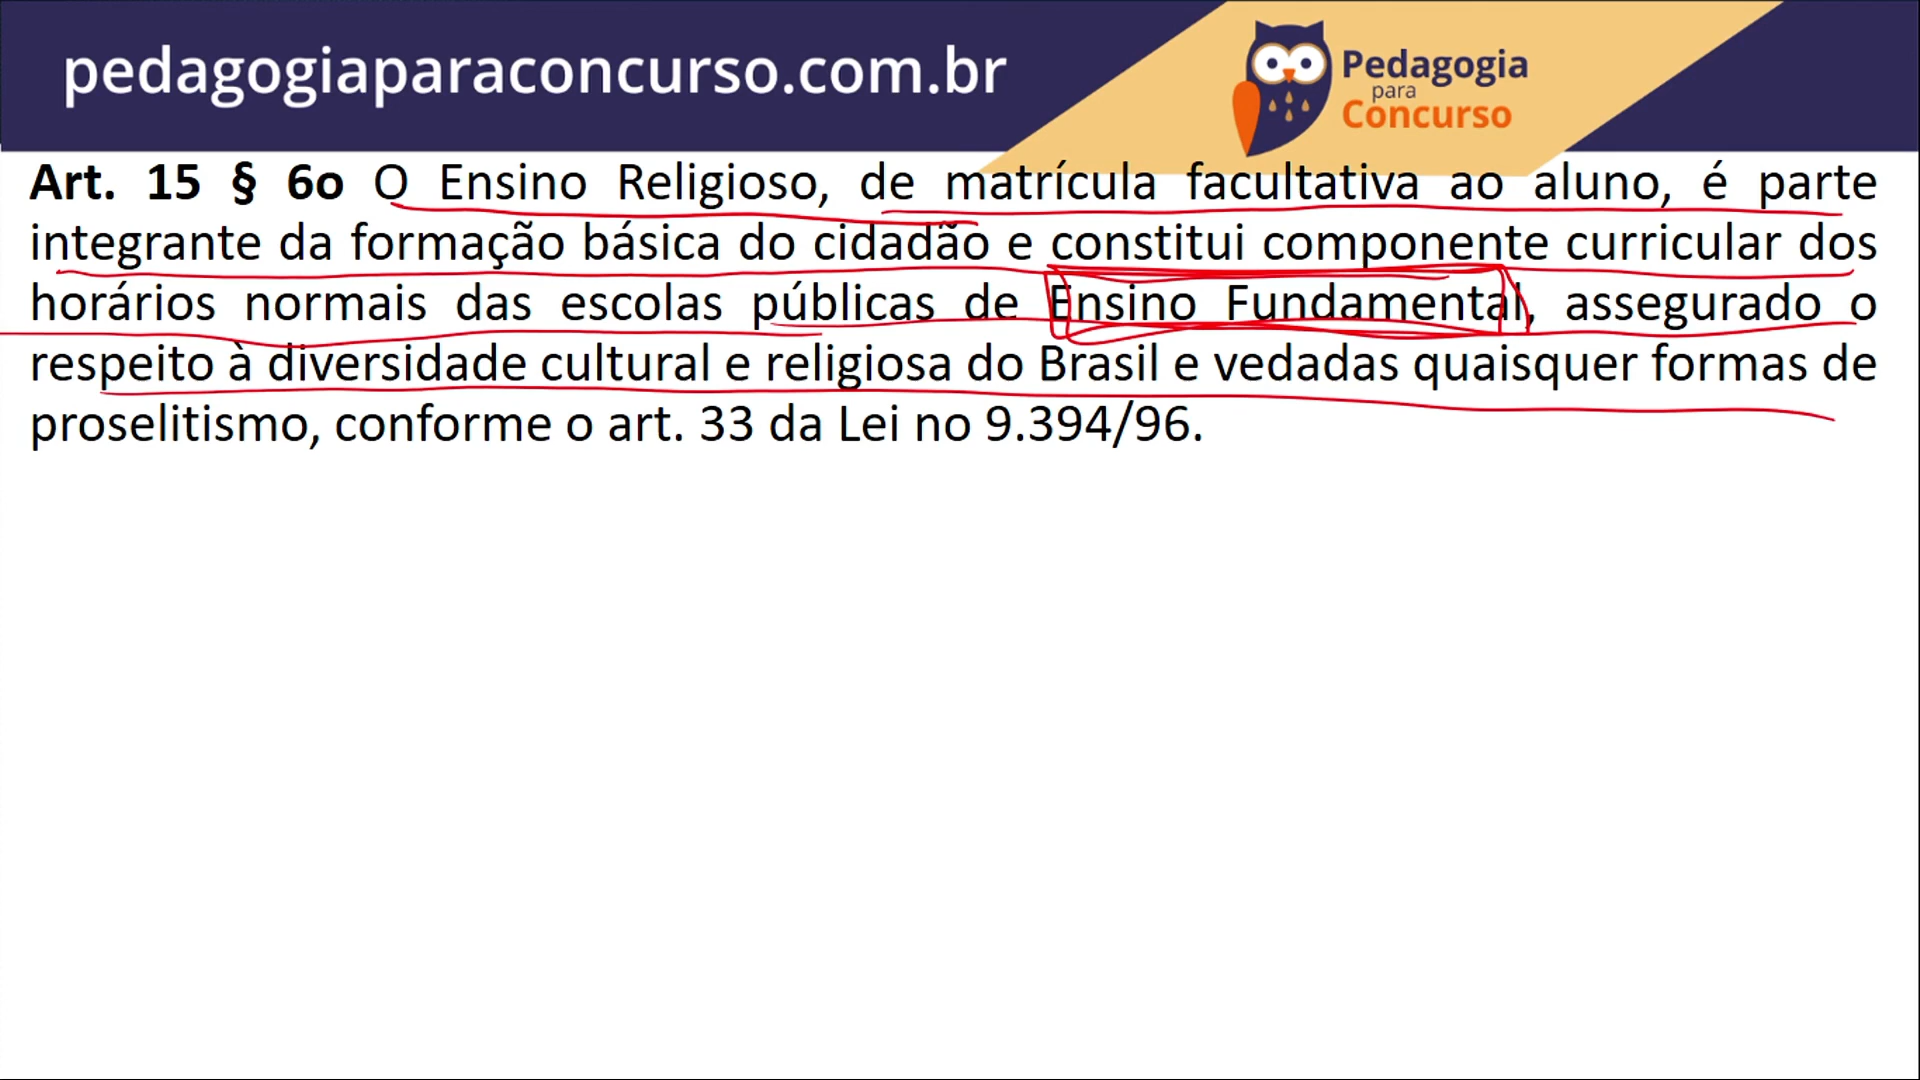 pedagogiaparaconcurso.com.br
Pedagogia
para
Concurso
Art. 15 § 6o O Ensino Religioso, de matrícula facultativa ao aluno, é parte
integrante da formação básica do cidadão e constitui componente curricular dos
horários normais das escolas públicas de Ensino Fundamental, assegurado o
respeito à diversidade cultural e religiosa do Brasil e vedadas quaisquer formas de
proselitismo, conforme o art. 33 da Lei no 9.394/96.